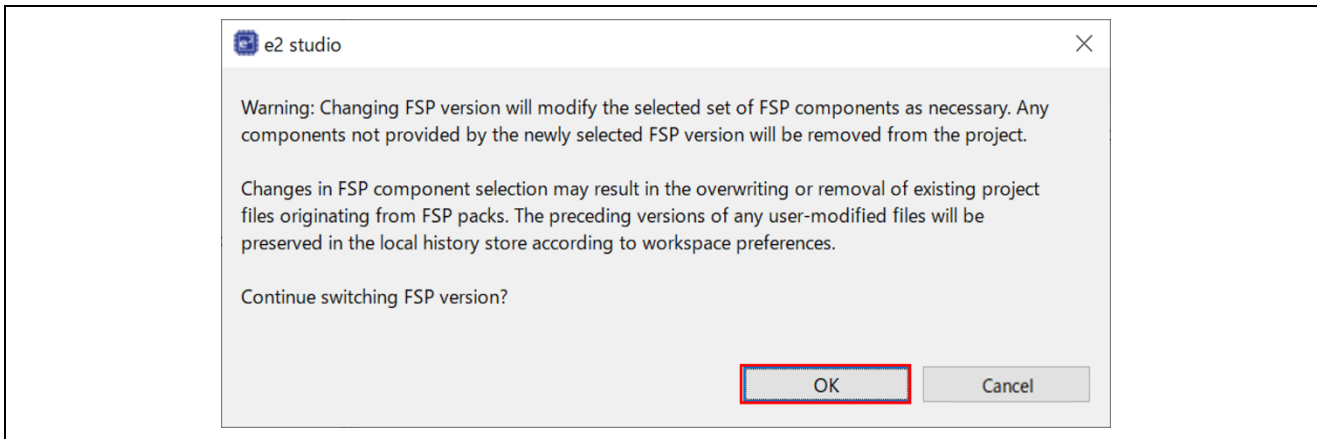 e2 studio
Warning: Changing FSP version will modify the selected set of FSP components as necessary. Any
components not provided by the newly selected FSP version will be removed from the project.
Changes in FSP component selection may result in the overwriting or removal of existing project
files originating from FSP packs. The preceding versions of any user-modified files will be
preserved in the local history store according to workspace preferences.
Continue switching FSP version?
OK
Cancel